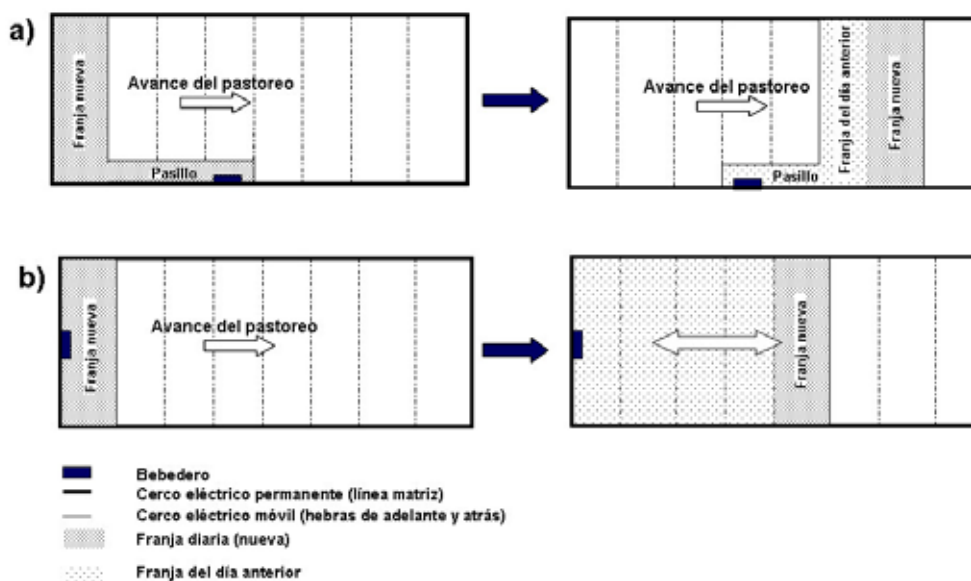 a)
Franja nueva
Avance del pastoreo
Pasillo
Avance del pastoreo
Pasillo
Franja del día anterior
Franja nueva
b)
Franja nueva
Avance del pastoreo
Franja nueva
Bebedero
Cerco eléctrico permanente (línea matriz)
Cerco eléctrico móvil (hebras de adelante y atrás)
Franja diaria (nueva)
Franja del día anterior